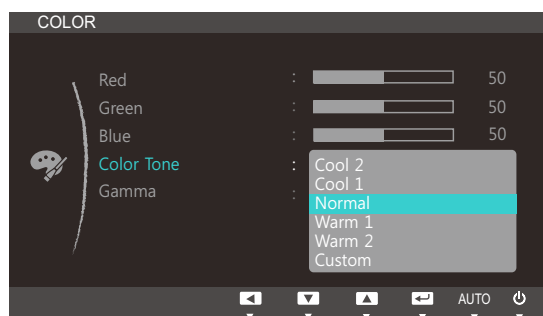 COLOR
Red : 50
Green : 50
Blue : 50
Color Tone :
Gamma :
Cool 2
Cool 1
Normal
Warm 1
Warm 2
Custom
AUTO